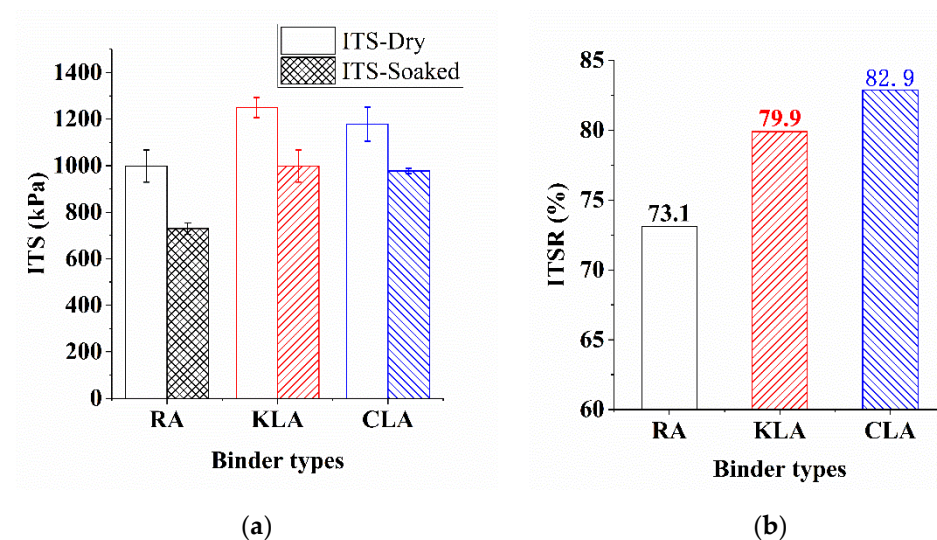 ITS-Dry
ITS-Soaked
1400
1200
1000
800
600
400
200
0
ITS (kPa)
RA KLA CLA
Binder types
(a)
85
80
75
70
65
60
ITSR (%)
73.1
79.9
82.9
RA KLA CLA
Binder types
(b)